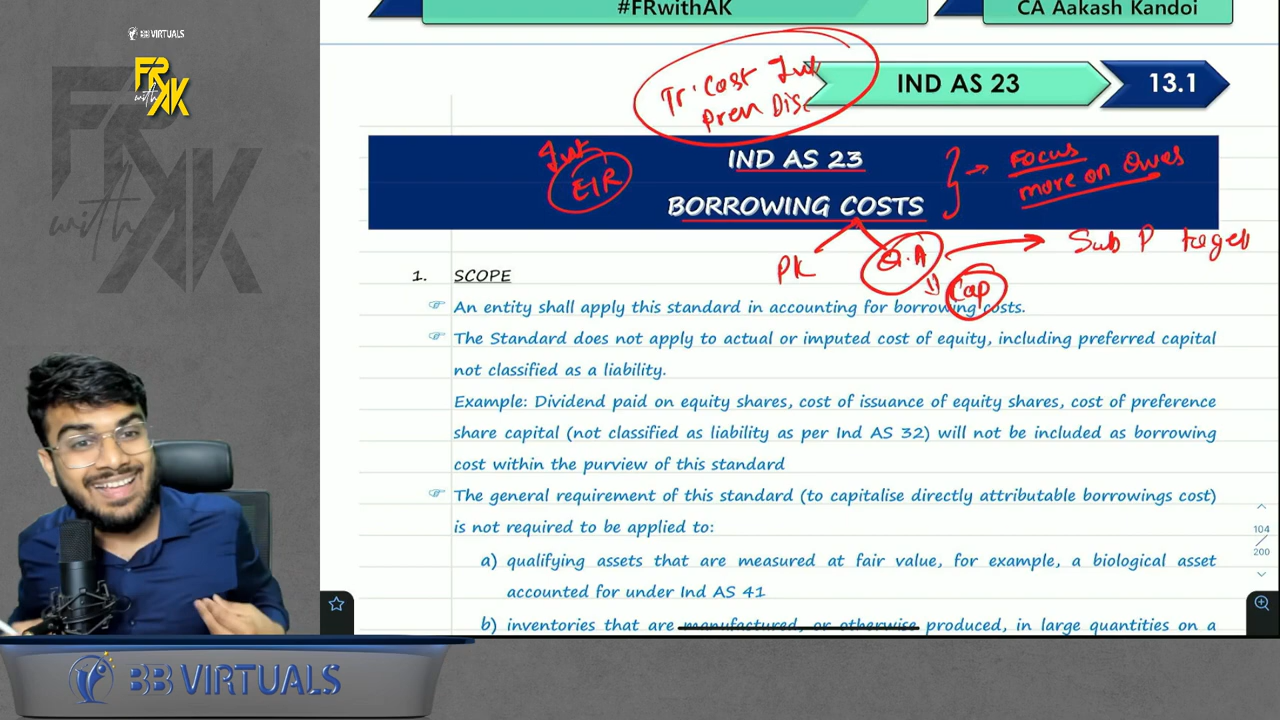 #FRwithAK
CA Aakash Kandoi
BB VIRTUALS
FR
with
AK
Tr. Cost Int
Prem Disc
IND AS 23
13.1
Int
EIR
IND AS 23
BORROWING COSTS
Focus
more on Ques
PK
Q.A
Cap
Sub P to get
1. SCOPE
☞ An entity shall apply this standard in accounting for borrowing costs.
☞ The Standard does not apply to actual or imputed cost of equity, including preferred capital
not classified as a liability.
Example: Dividend paid on equity shares, cost of issuance of equity shares, cost of preference
share capital (not classified as liability as per Ind AS 32) will not be included as borrowing
cost within the purview of this standard
☞ The general requirement of this standard (to capitalise directly attributable borrowings cost)
is not required to be applied to:
a) qualifying assets that are measured at fair value, for example, a biological asset
accounted for under Ind AS 41
b) inventories that are manufactured, or otherwise produced, in large quantities on a
104
200
BB VIRTUALS